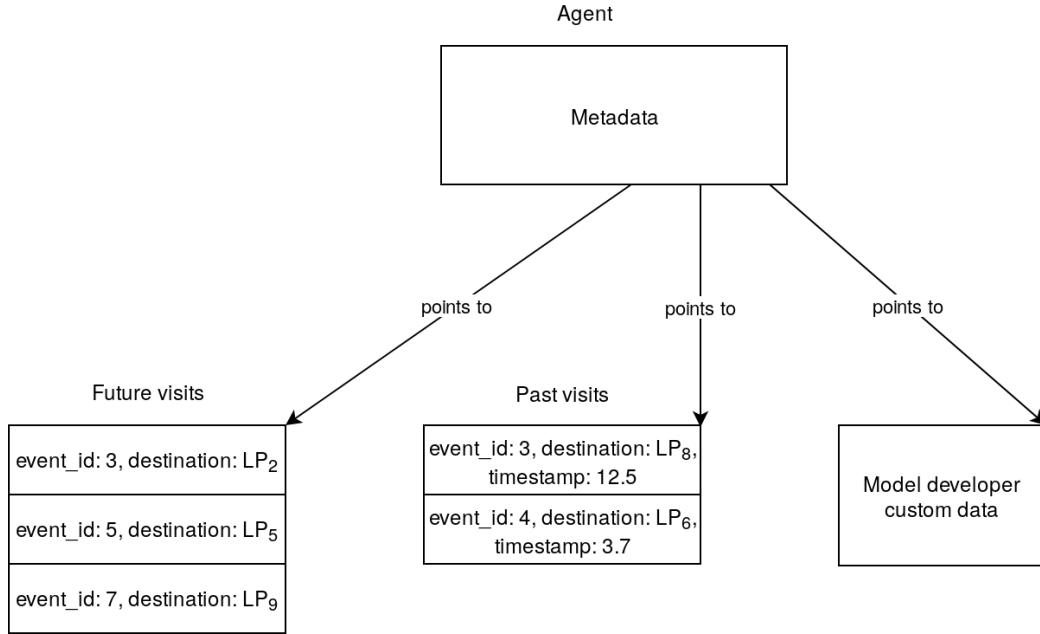 Agent
Metadata
points to
points to
points to
Future visits
event_id: 3, destination: LP₂
event_id: 5, destination: LP₅
event_id: 7, destination: LP₉
Past visits
event_id: 3, destination: LP₈,
timestamp: 12.5
event_id: 4, destination: LP₆,
timestamp: 3.7
Model developer
custom data